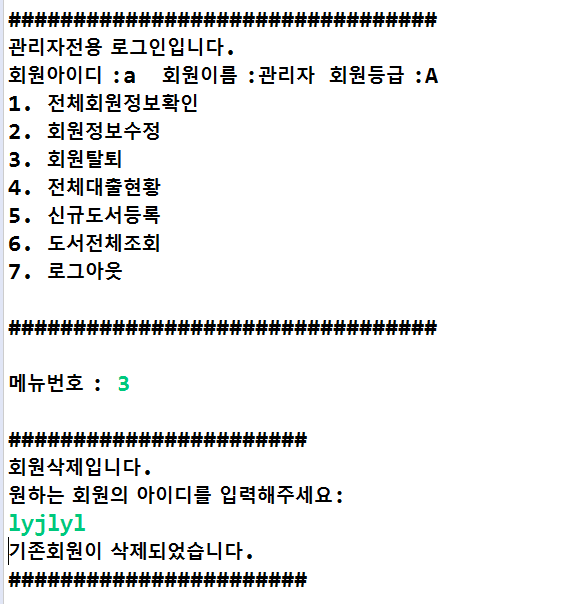 #################################
관리자전용 로그인입니다.
회원아이디 :a  회원이름 :관리자 회원등급 :A
1. 전체회원정보확인
2. 회원정보수정
3. 회원탈퇴
4. 전체대출현황
5. 신규도서등록
6. 도서전체조회
7. 로그아웃
#################################
메뉴번호 : 3
#######################
회원삭제입니다.
원하는 회원의 아이디를 입력해주세요:
lyjlyl
기존회원이 삭제되었습니다.
#######################